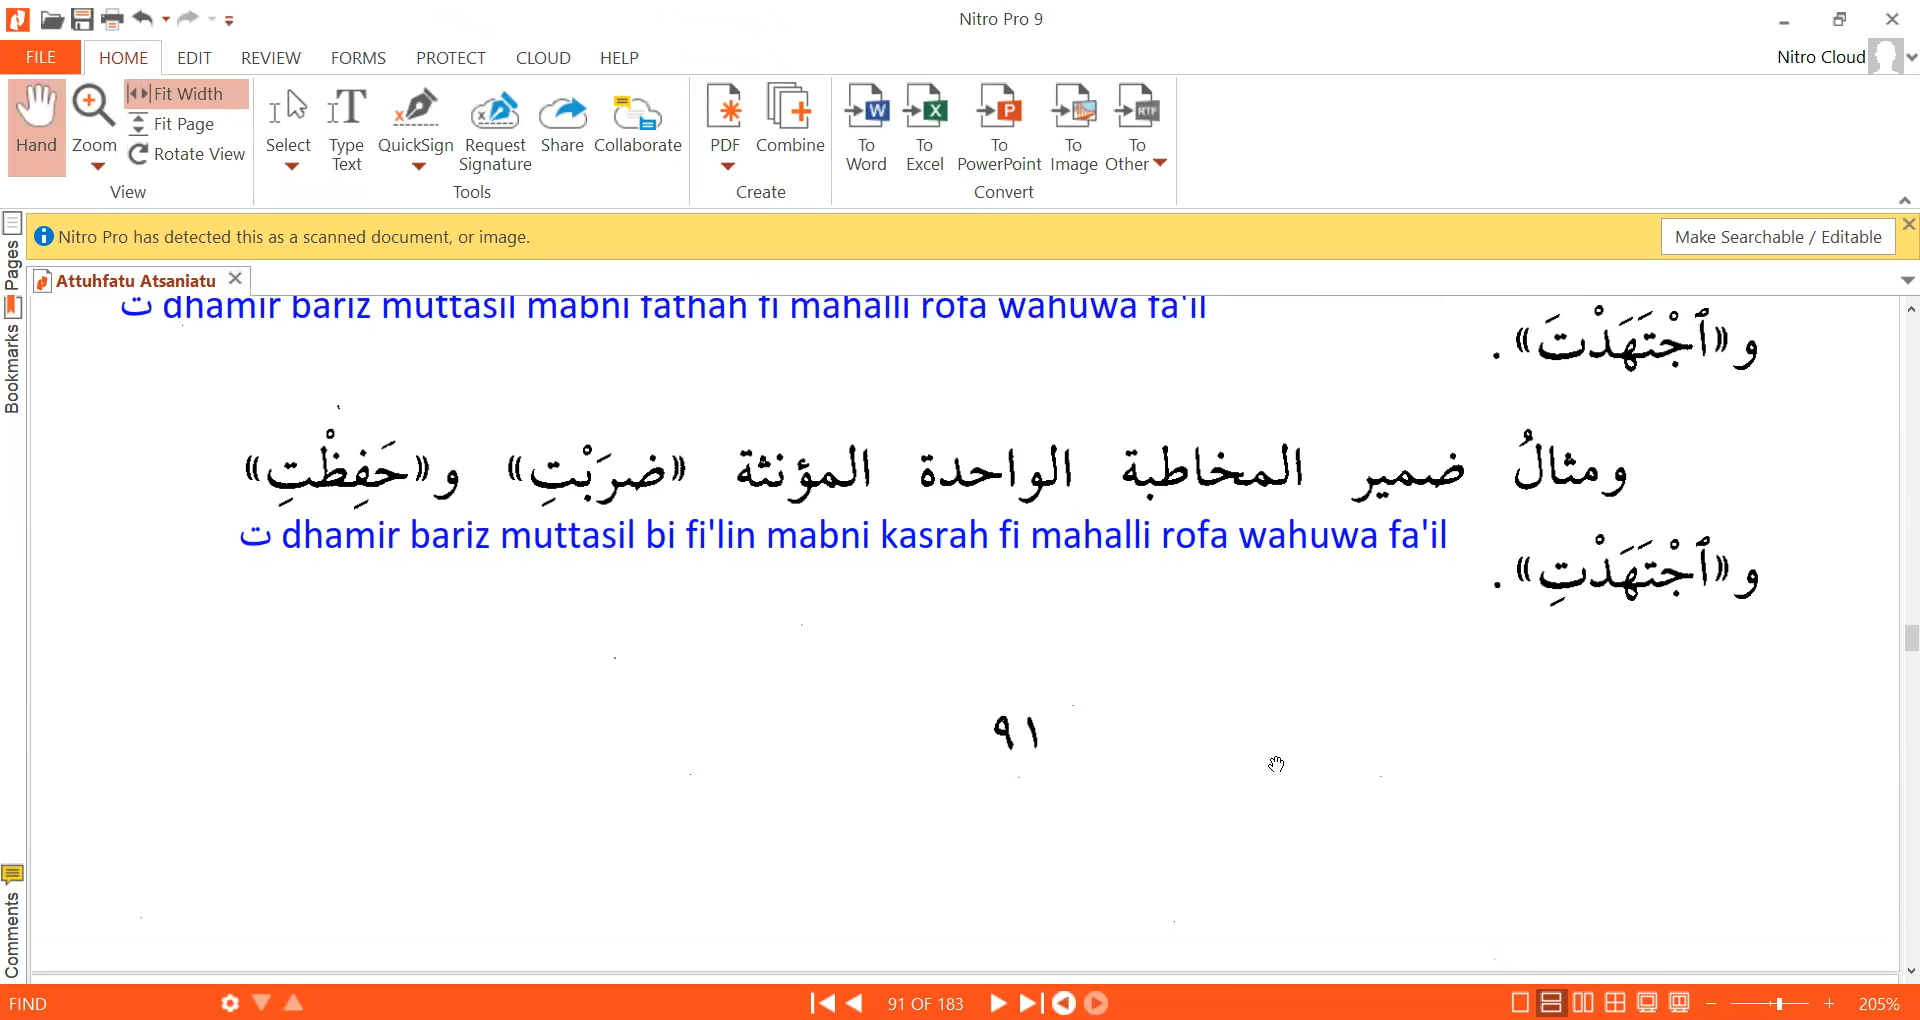 Nitro Pro 9
FILE HOME EDIT REVIEW FORMS PROTECT CLOUD HELP
Nitro Cloud
Hand
Zoom
Fit Width
Fit Page
Rotate View
View
Select
Type Text
QuickSign
Request Signature
Share
Collaborate
Tools
PDF
Combine
Create
To Word
To Excel
To PowerPoint
To Image
To Other
Convert
Nitro Pro has detected this as a scanned document, or image.
Make Searchable / Editable
Pages
Bookmarks
Comments
Attuhfatu Atsaniatu
ت dhamir bariz muttasil mabni fathah fi mahalli rofa wahuwa fa'il
و«ٱجْتَهَدْتَ».
ومثالُ ضمير المخاطبة الواحدة المؤنثة «ضرَبْتِ» و«حَفِظْتِ»
ت dhamir bariz muttasil bi fi'lin mabni kasrah fi mahalli rofa wahuwa fa'il
و«ٱجْتَهَدْتِ».
٩١
FIND
91 OF 183
205%